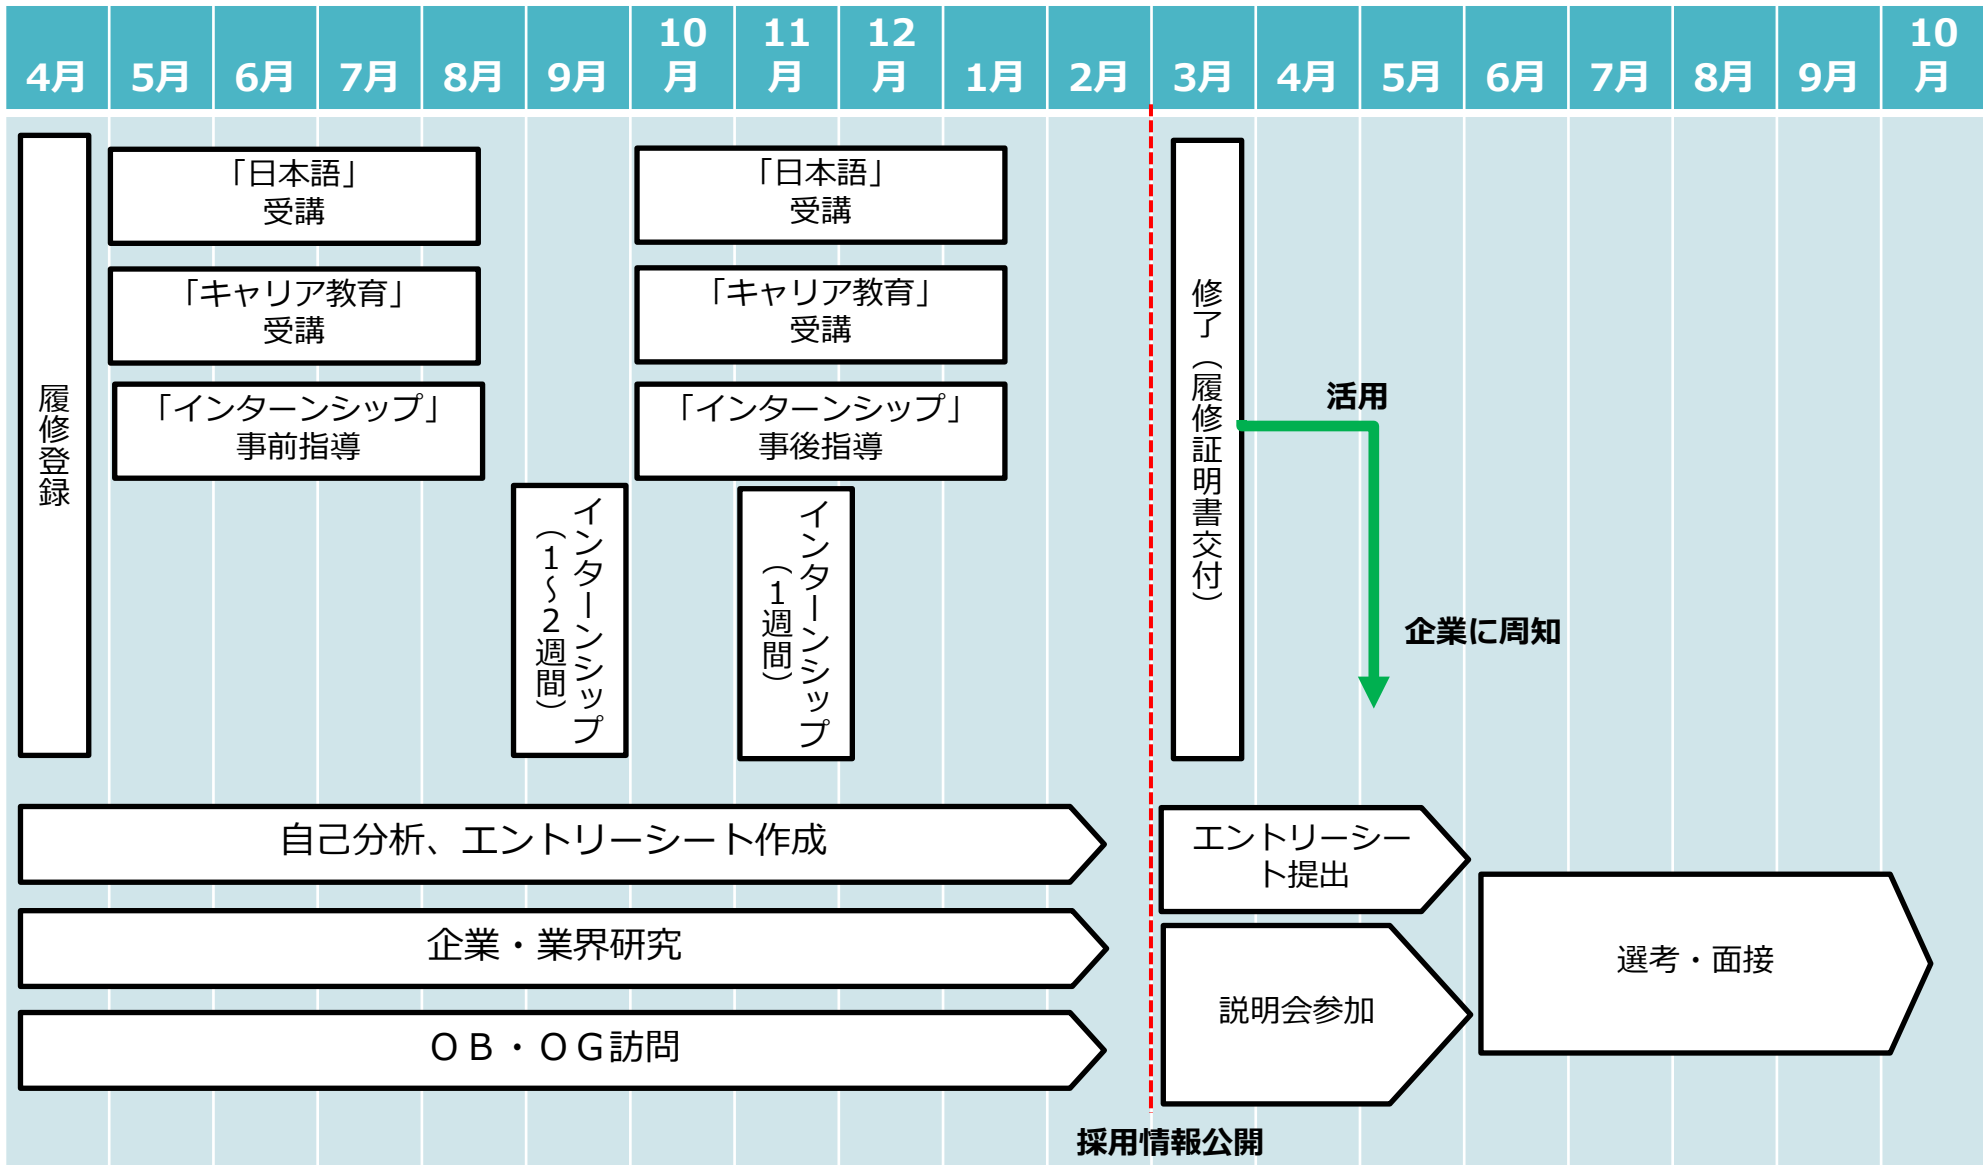 4月
5月
6月
7月
8月
9月
10
月
11
月
12
月
1月
2月
3月
4月
5月
6月
7月
8月
9月
10
月
履修登録
「日本語」
受講
「キャリア教育」
受講
「インターンシップ」
事前指導
インターンシップ
（1～2週間）
「日本語」
受講
「キャリア教育」
受講
「インターンシップ」
事後指導
インターンシップ
（1週間）
修了（履修証明書交付）
活用
企業に周知
自己分析、エントリーシート作成
企業・業界研究
ＯＢ・ＯＧ訪問
エントリーシー
ト提出
説明会参加
選考・面接
採用情報公開